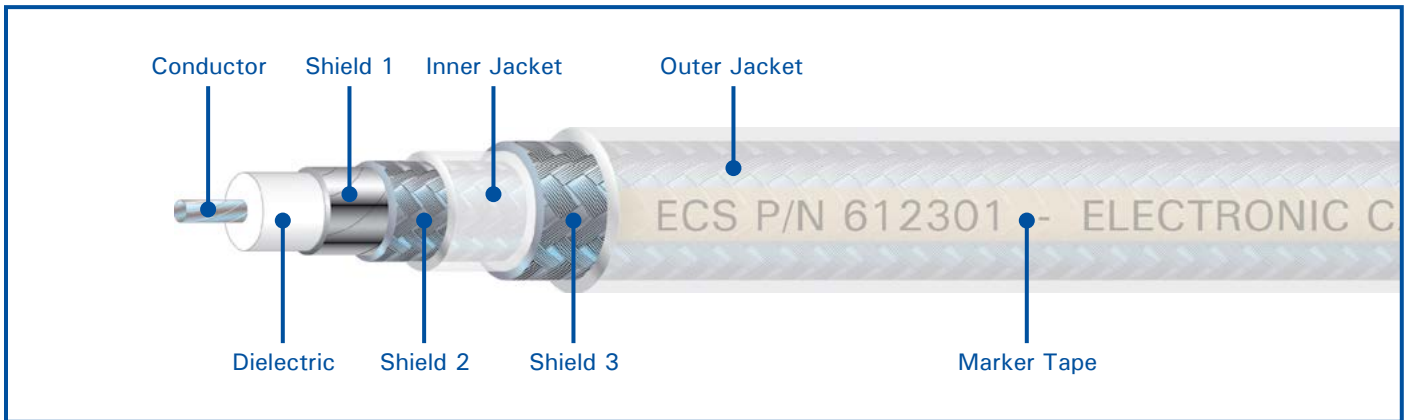 Conductor Shield 1 Inner Jacket Outer Jacket
ECS P/N 612301 - ELECTRONIC
Dielectric Shield 2 Shield 3 Marker Tape